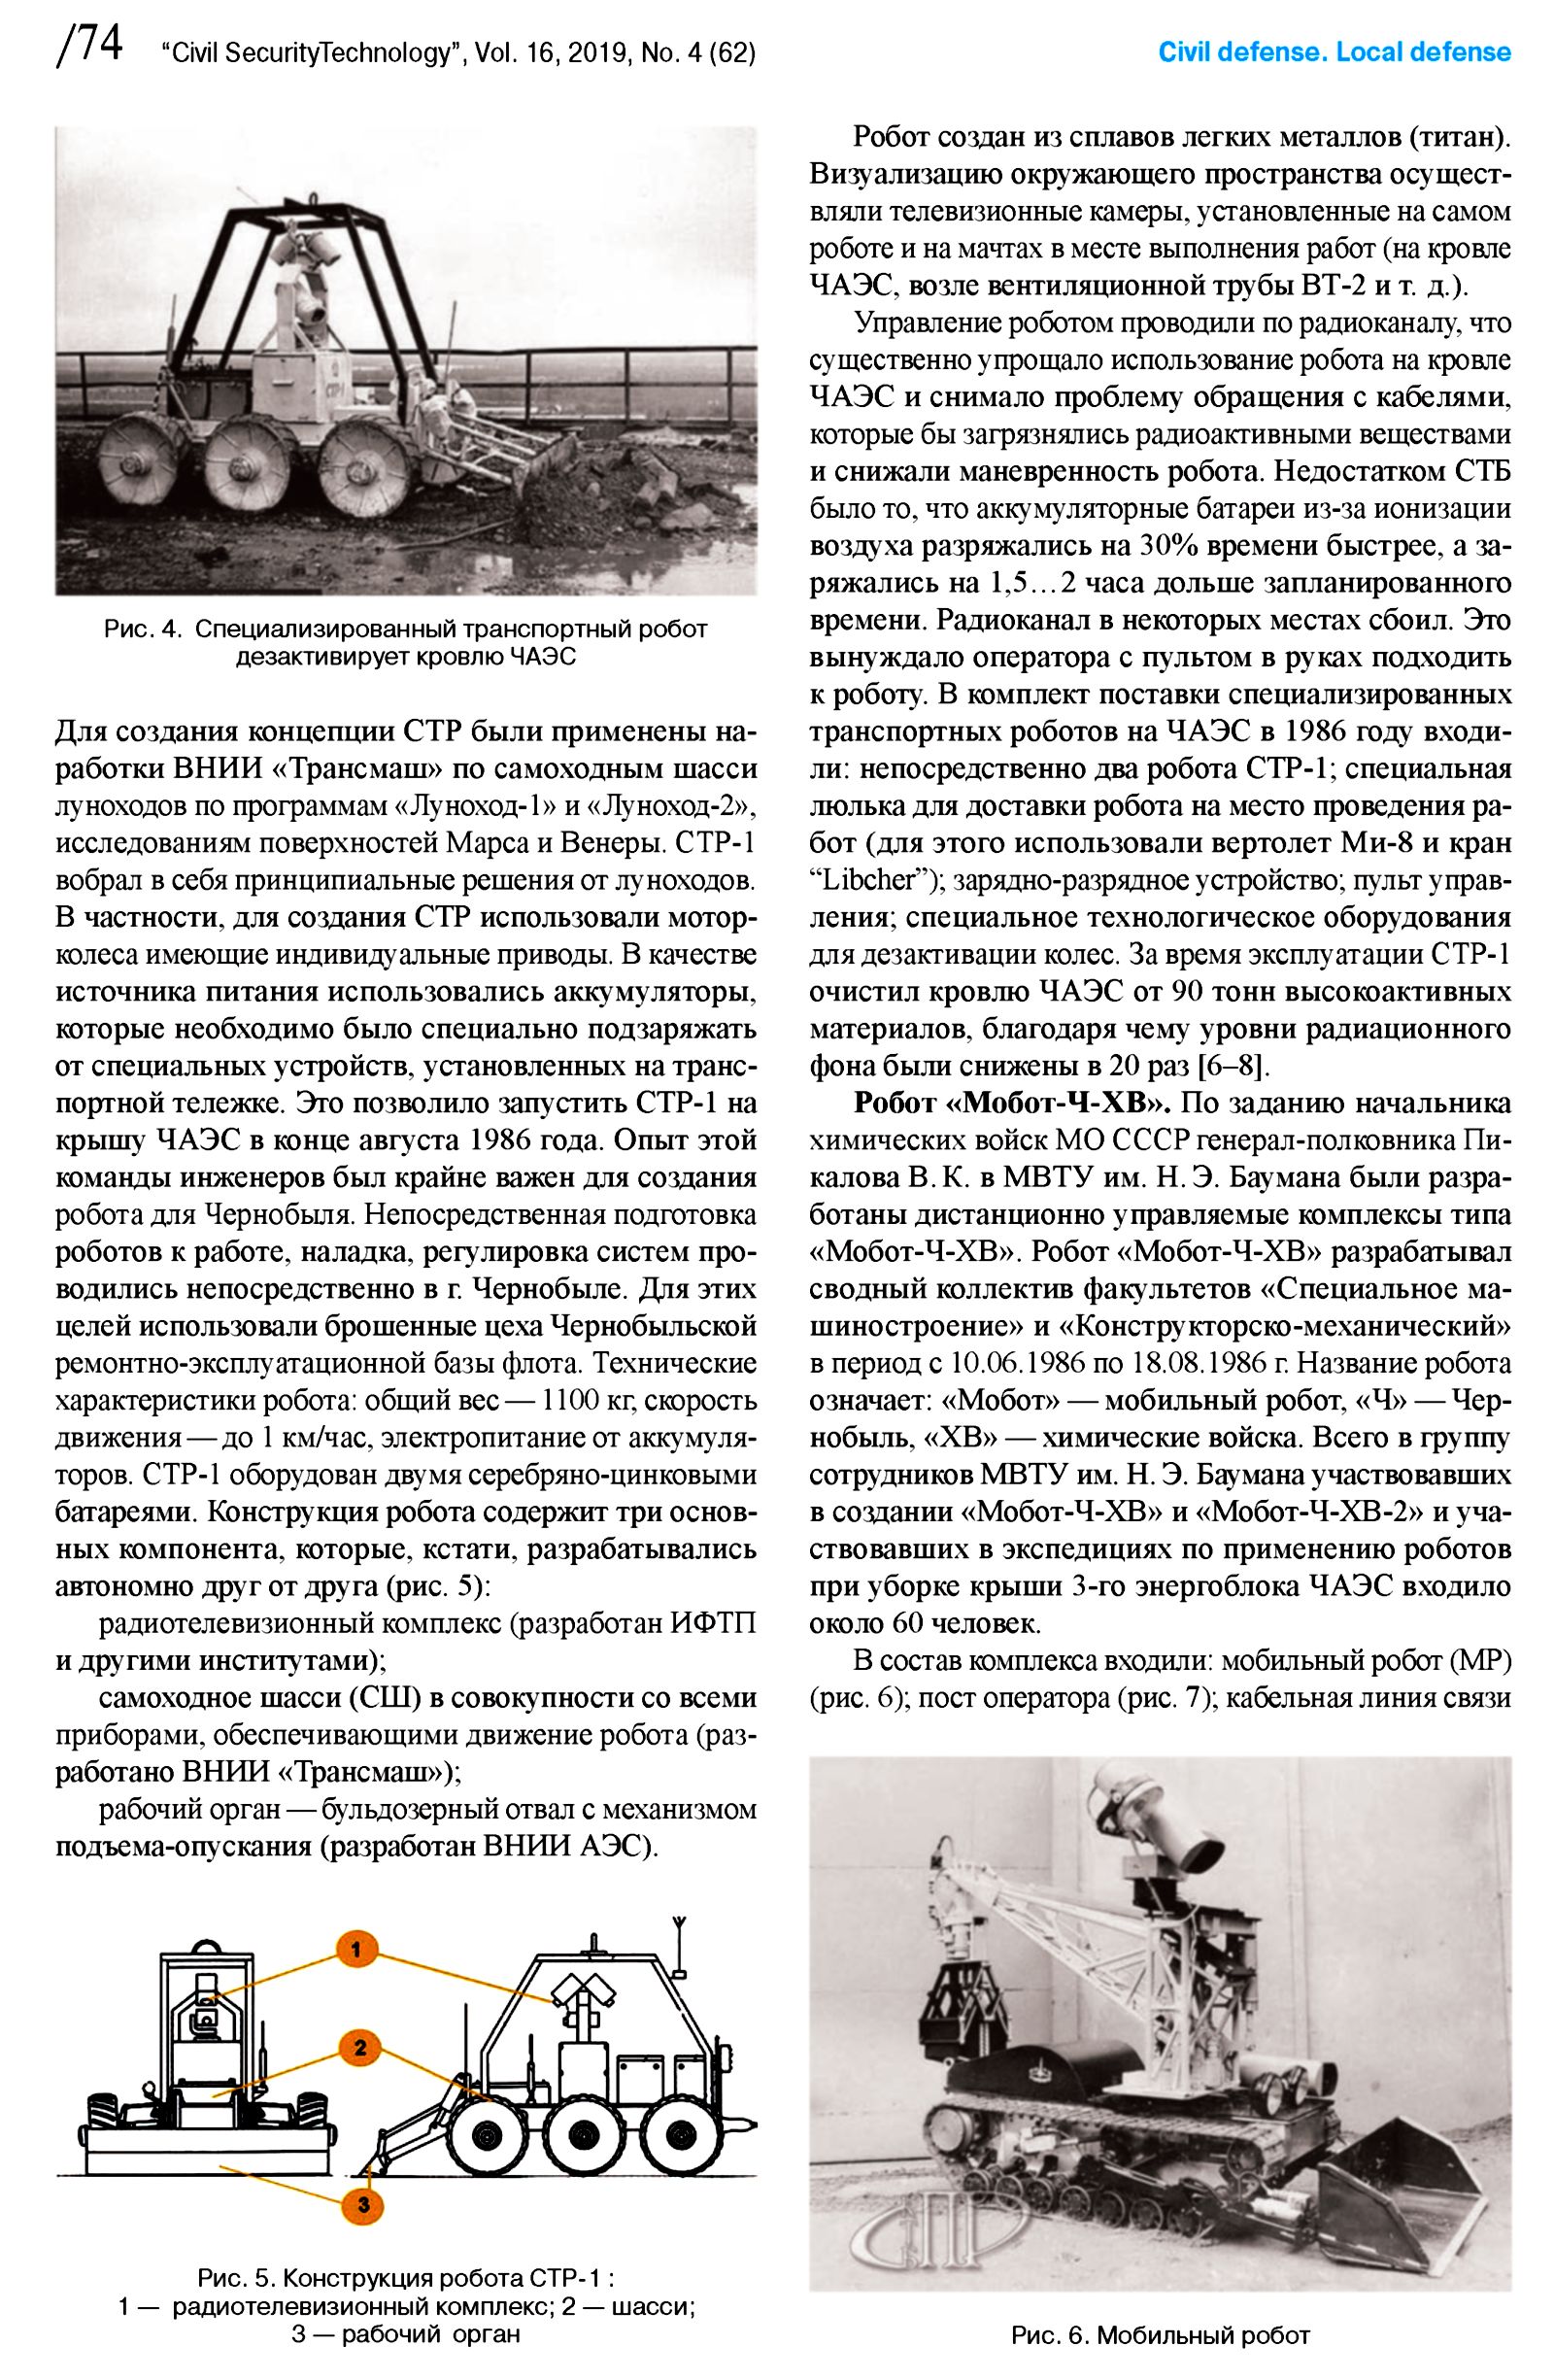 /74 “Civil SecurityTechnology”, Vol. 16, 2019, No. 4 (62)
Civil defense. Local defense
СТР-1
Рис. 4. Специализированный транспортный робот
дезактивирует кровлю ЧАЭС
Для создания концепции СТР были применены на-
работки ВНИИ «Трансмаш» по самоходным шасси
луноходов по программам «Луноход-1» и «Луноход-2»,
исследованиям поверхностей Марса и Венеры. СТР-1
вобрал в себя принципиальные решения от луноходов.
В частности, для создания СТР использовали мотор-
колеса имеющие индивидуальные приводы. В качестве
источника питания использовались аккумуляторы,
которые необходимо было специально подзаряжать
от специальных устройств, установленных на транс-
портной тележке. Это позволило запустить СТР-1 на
крышу ЧАЭС в конце августа 1986 года. Опыт этой
команды инженеров был крайне важен для создания
робота для Чернобыля. Непосредственная подготовка
роботов к работе, наладка, регулировка систем про-
водились непосредственно в г. Чернобыле. Для этих
целей использовали брошенные цеха Чернобыльской
ремонтно-эксплуатационной базы флота. Технические
характеристики робота: общий вес — 1100 кг, скорость
движения — до 1 км/час, электропитание от аккумуля-
торов. СТР-1 оборудован двумя серебряно-цинковыми
батареями. Конструкция робота содержит три основ-
ных компонента, которые, кстати, разрабатывались
автономно друг от друга (рис. 5):
радиотелевизионный комплекс (разработан ИФТП
и другими институтами);
самоходное шасси (СШ) в совокупности со всеми
приборами, обеспечивающими движение робота (раз-
работано ВНИИ «Трансмаш»);
рабочий орган — бульдозерный отвал с механизмом
подъема-опускания (разработан ВНИИ АЭС).
1
2
3
Рис. 5. Конструкция робота СТР-1 :
1 — радиотелевизионный комплекс; 2 — шасси;
3 — рабочий орган
Робот создан из сплавов легких металлов (титан).
Визуализацию окружающего пространства осущест-
вляли телевизионные камеры, установленные на самом
роботе и на мачтах в месте выполнения работ (на кровле
ЧАЭС, возле вентиляционной трубы ВТ-2 и т. д.).
Управление роботом проводили по радиоканалу, что
существенно упрощало использование робота на кровле
ЧАЭС и снимало проблему обращения с кабелями,
которые бы загрязнялись радиоактивными веществами
и снижали маневренность робота. Недостатком СТБ
было то, что аккумуляторные батареи из-за ионизации
воздуха разряжались на 30% времени быстрее, а за-
ряжались на 1,5…2 часа дольше запланированного
времени. Радиоканал в некоторых местах сбоил. Это
вынуждало оператора с пультом в руках подходить
к роботу. В комплект поставки специализированных
транспортных роботов на ЧАЭС в 1986 году входи-
ли: непосредственно два робота СТР-1; специальная
люлька для доставки робота на место проведения ра-
бот (для этого использовали вертолет Ми-8 и кран
“Libcher”); зарядно-разрядное устройство; пульт управ-
ления; специальное технологическое оборудования
для дезактивации колес. За время эксплуатации СТР-1
очистил кровлю ЧАЭС от 90 тонн высокоактивных
материалов, благодаря чему уровни радиационного
фона были снижены в 20 раз [6–8].
Робот «Мобот-Ч-ХВ». По заданию начальника
химических войск МО СССР генерал-полковника Пи-
калова В. К. в МВТУ им. Н. Э. Баумана были разра-
ботаны дистанционно управляемые комплексы типа
«Мобот-Ч-ХВ». Робот «Мобот-Ч-ХВ» разрабатывал
сводный коллектив факультетов «Специальное ма-
шиностроение» и «Конструкторско-механический»
в период с 10.06.1986 по 18.08.1986 г. Название робота
означает: «Мобот» — мобильный робот, «Ч» — Чер-
нобыль, «ХВ» — химические войска. Всего в группу
сотрудников МВТУ им. Н. Э. Баумана участвовавших
в создании «Мобот-Ч-ХВ» и «Мобот-Ч-ХВ-2» и уча-
ствовавших в экспедициях по применению роботов
при уборке крыши 3-го энергоблока ЧАЭС входило
около 60 человек.
В состав комплекса входили: мобильный робот (МР)
(рис. 6); пост оператора (рис. 7); кабельная линия связи
Рис. 6. Мобильный робот